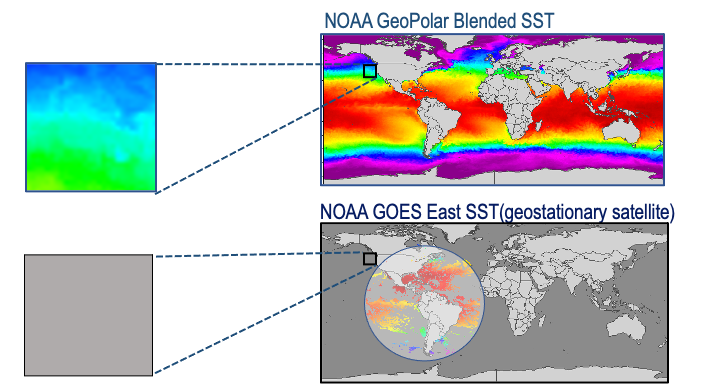 NOAA GeoPolar Blended SST
NOAA GOES East SST(geostationary satellite)